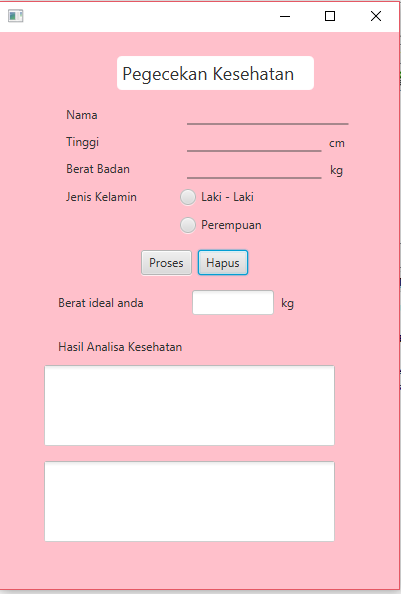 Pegecekan Kesehatan
Nama
Tinggi cm
Berat Badan kg
Jenis Kelamin Laki - Laki
Perempuan
Proses Hapus
Berat ideal anda kg
Hasil Analisa Kesehatan